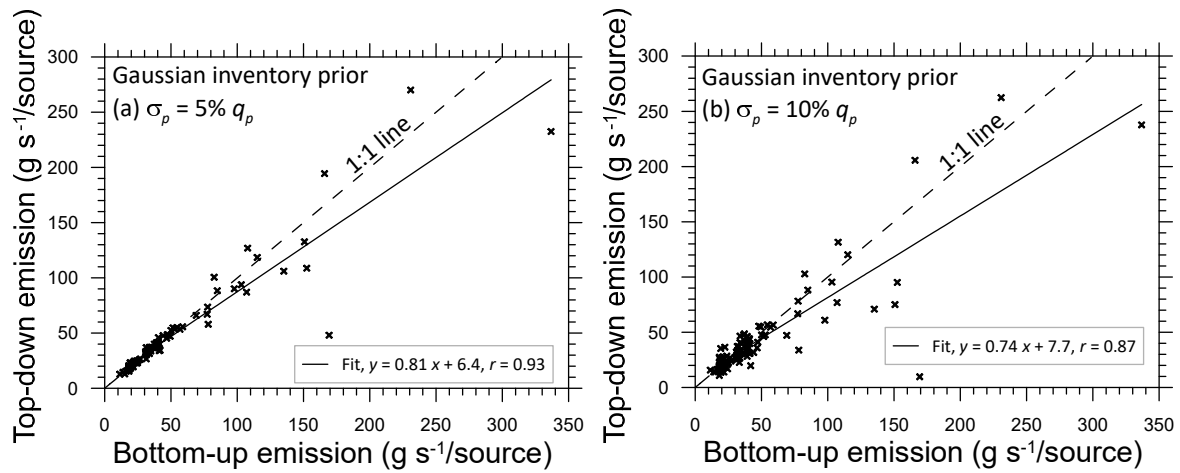 Top-down emission (g s⁻¹/source)
300
250
200
150
100
50
0
Gaussian inventory prior
(a) σₚ = 5% qₚ
1:1 line
Fit, y = 0.81 x + 6.4, r = 0.93
0 50 100 150 200 250 300 350
Bottom-up emission (g s⁻¹/source)
Top-down emission (g s⁻¹/source)
300
250
200
150
100
50
0
Gaussian inventory prior
(b) σₚ = 10% qₚ
1:1 line
Fit, y = 0.74 x + 7.7, r = 0.87
0 50 100 150 200 250 300 350
Bottom-up emission (g s⁻¹/source)